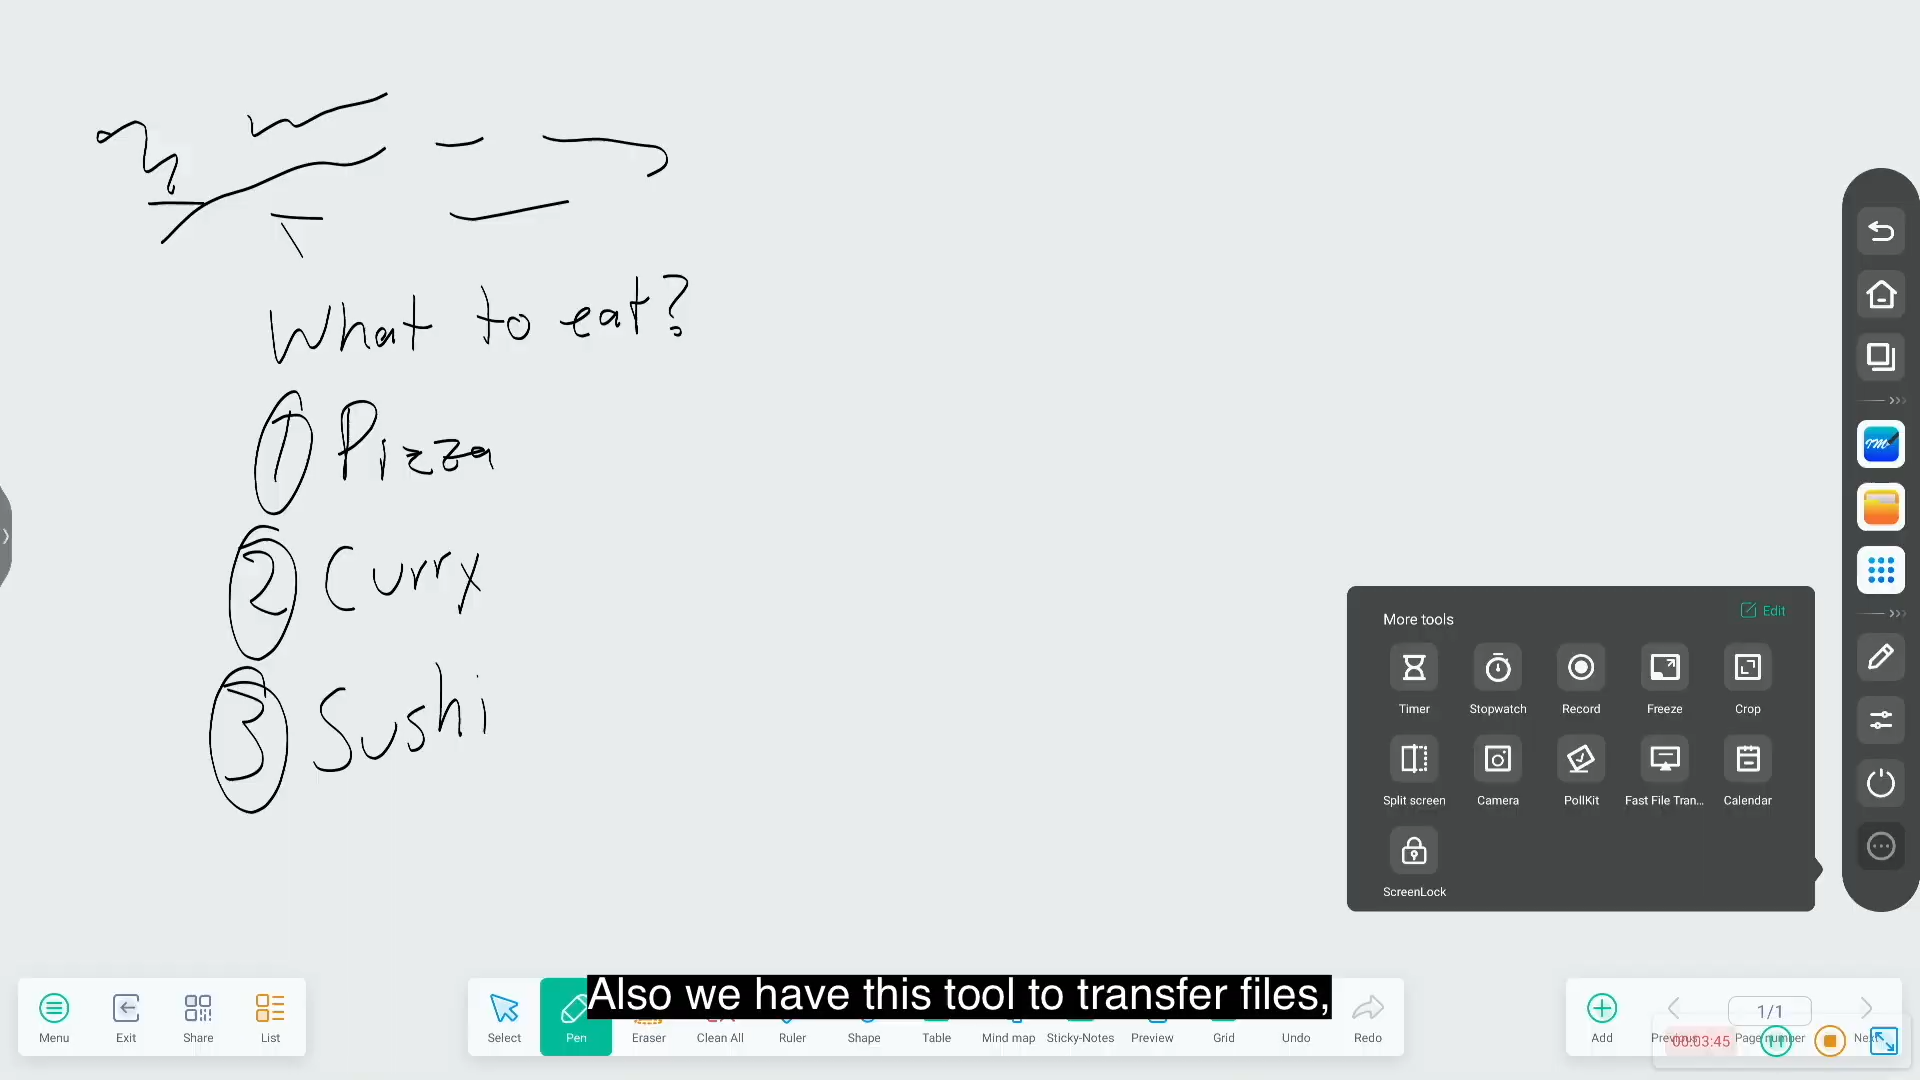 What to eat?
1 Pizza
2 Curry
3 Sushi
More tools
Edit
Timer
Stopwatch
Record
Freeze
Crop
Split screen
Camera
PollKit
Fast File Tran...
Calendar
ScreenLock
Also we have this tool to transfer files,
Menu
Exit
Share
List
Select
Pen
Eraser
Clean All
Ruler
Shape
Table
Mind map
Sticky-Notes
Preview
Grid
Undo
Redo
Add
1/1
Page number
00:03:45